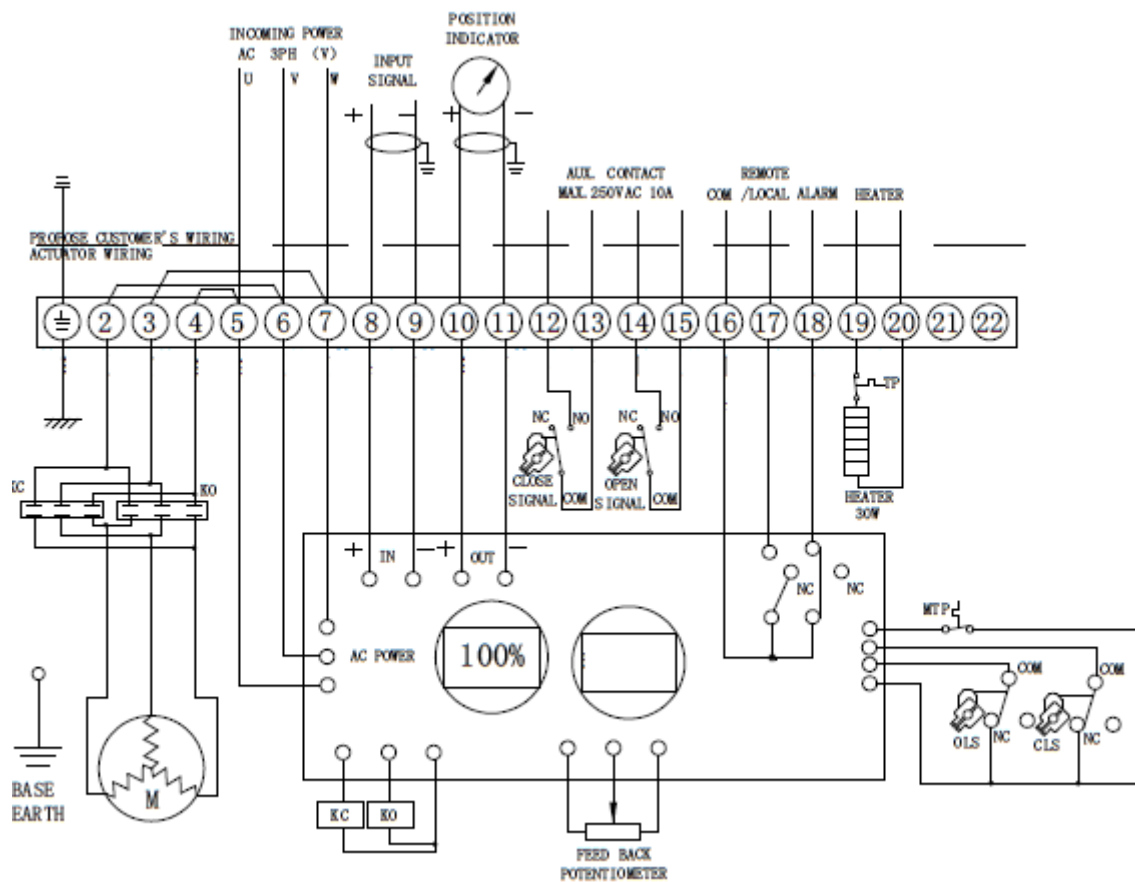 POSITION
INDICATOR
INCOMING POWER
AC 3PH (V)
U V W
INPUT
SIGNAL
+ − + −
AUX. CONTACT
MAX. 250VAC 10A
REMOTE
COM /LOCAL ALARM HEATER
PROPOSE CUSTOMER'S WIRING
ACTUATOR WIRING
2 3 4 5 6 7 8 9 10 11 12 13 14 15 16 17 18 19 20 21 22
TP
NC NO NC NO
CLOSE
SIGNAL
COM
OPEN
SIGNAL
COM
HEATER
30W
KO
+ IN − + OUT −
NC NC
MTP
AC POWER
100%
COM COM
OLS NC CLS NC
BASE
EARTH
M
KC KO
FEED BACK
POTENTIOMETER